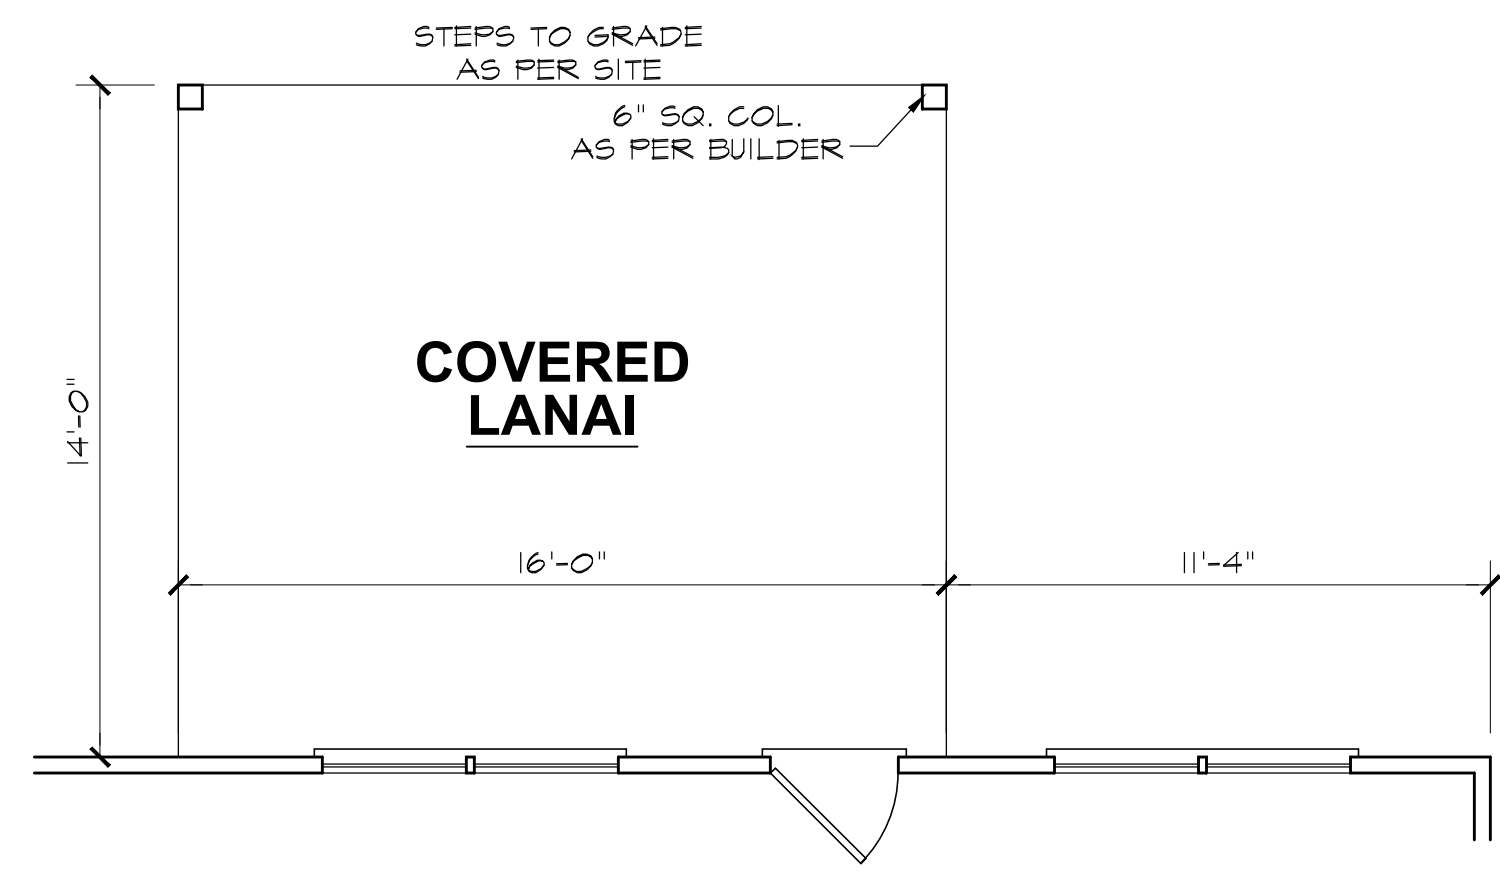 STEPS TO GRADE
AS PER SITE
6" SQ. COL.
AS PER BUILDER
COVERED
LANAI
14'-0"
16'-0"
11'-4"